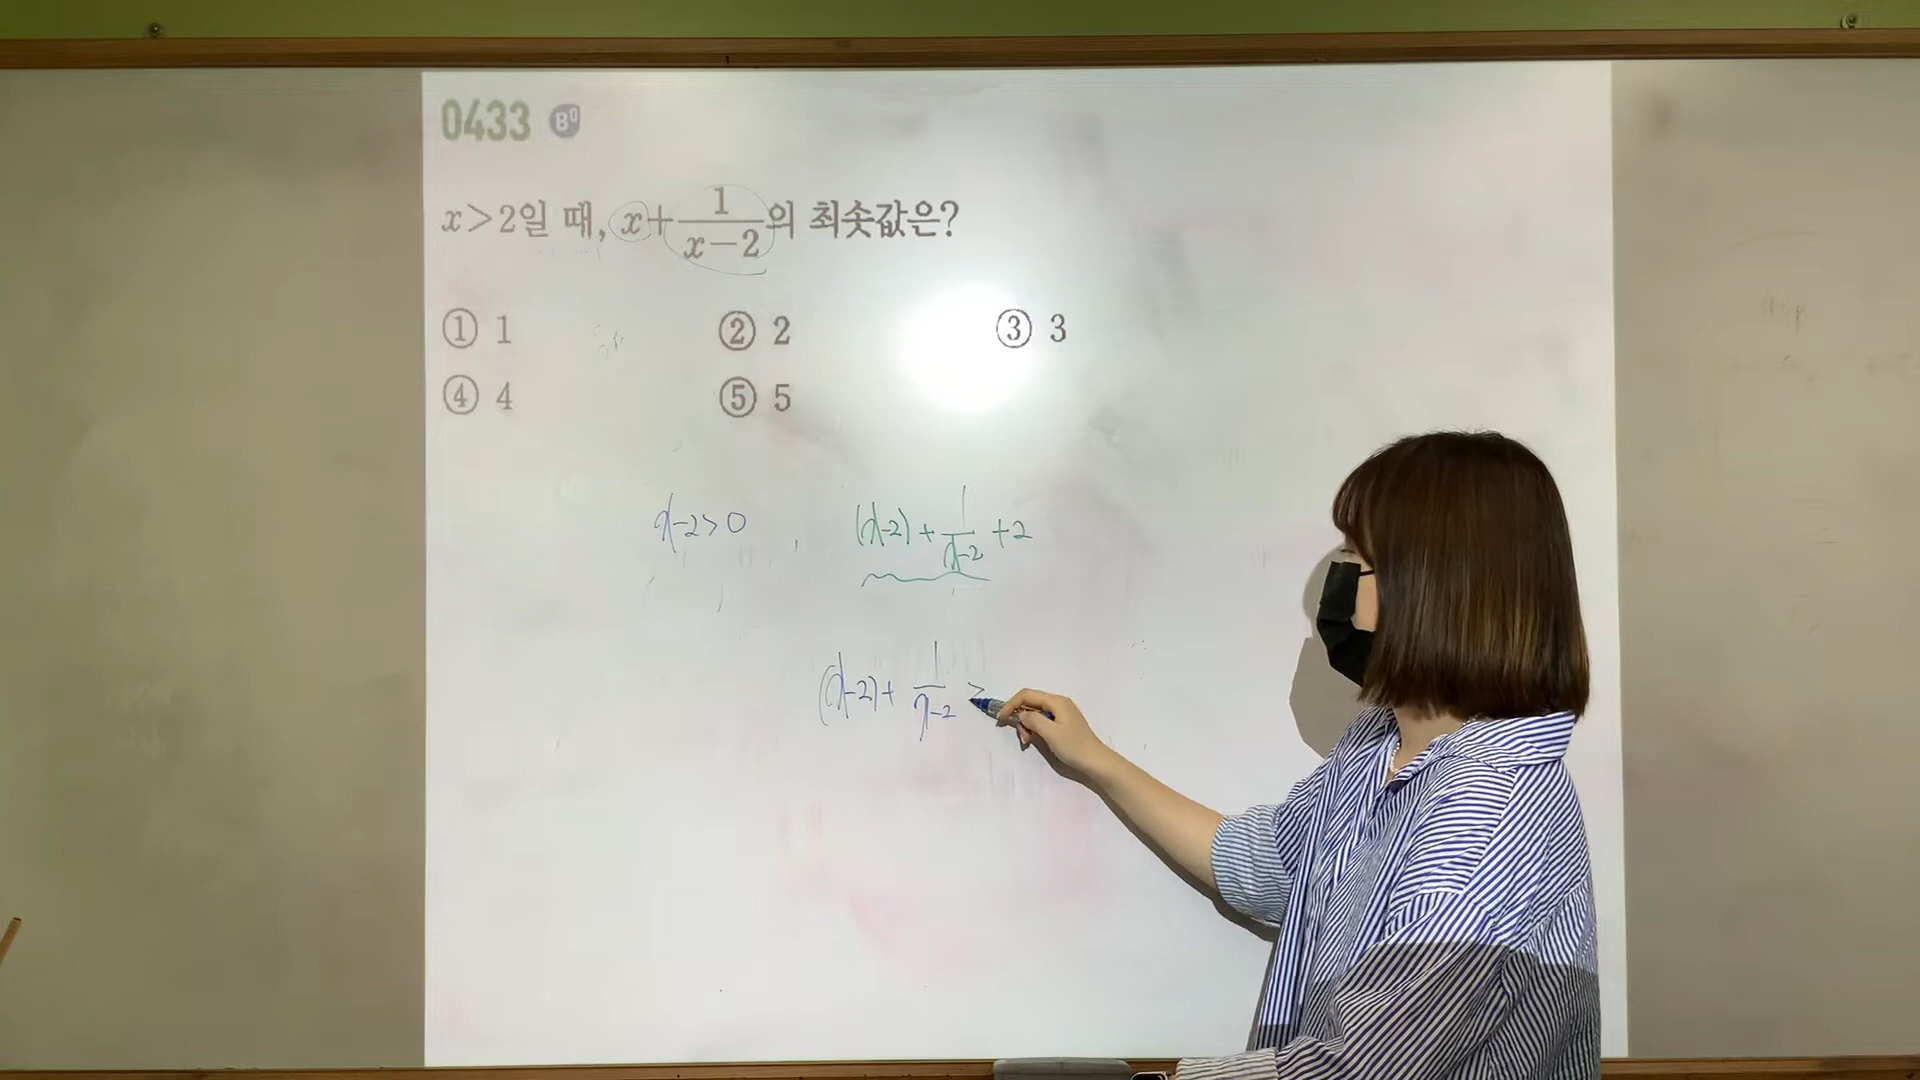 0433 B0
x>2일 때, x+1/(x-2)의 최솟값은?
① 1 ② 2 ③ 3
④ 4 ⑤ 5
x-2>0 , (x-2)+1/(x-2)+2
(x-2)+1/(x-2) ≥